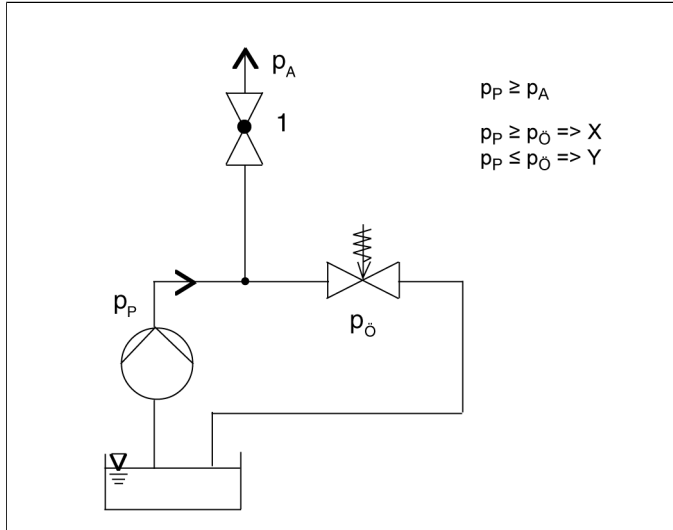 p_A
1
p_P ≥ p_A
p_P ≥ p_Ö => X
p_P ≤ p_Ö => Y
p_P
p_Ö